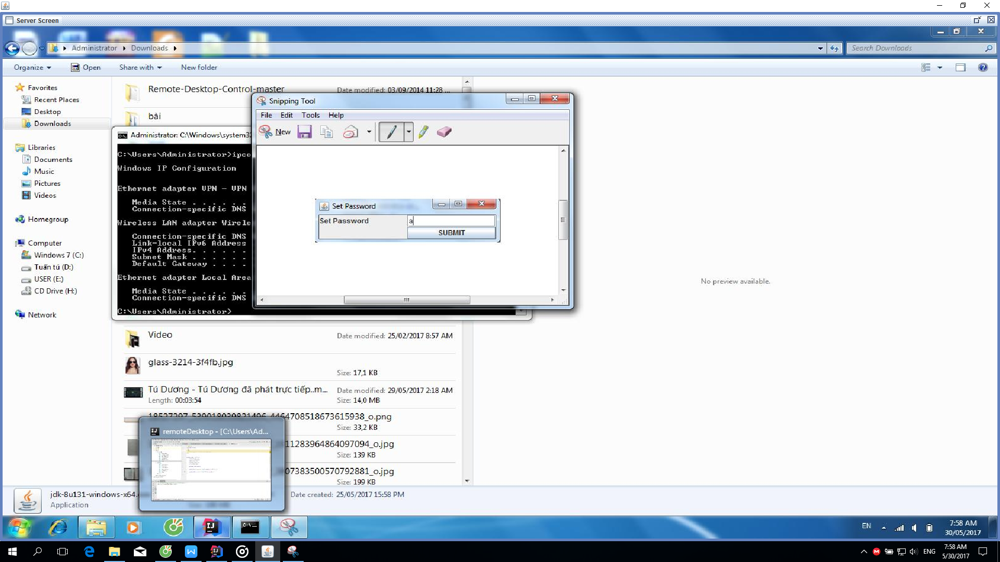 Server Screen
Administrator
Downloads
Search Downloads
Organize
Open
Share with
New folder
Favorites
Recent Places
Desktop
Downloads
Libraries
Documents
Music
Pictures
Videos
Homegroup
Computer
Windows 7 (C:)
Tuấn tú (D:)
USER (E:)
CD Drive (H:)
Network
Remote-Desktop-Control-master
Date modified: 03/09/2014 11:28 ...
bài
Administrator: C:\Windows\system32
C:\Users\Administrator>ipco
Windows IP Configuration
Ethernet adapter VPN - VPN
Media State . . . . . .
Connection-specific DNS
Wireless LAN adapter Wirele
Connection-specific DNS
Link-local IPv6 Address
IPv4 Address. . . . . .
Subnet Mask . . . . . .
Default Gateway . . . .
Ethernet adapter Local Area
Media State . . . . . .
Connection-specific DNS
C:\Users\Administrator>
Snipping Tool
File Edit Tools Help
New
Set Password
Set Password
a
SUBMIT
No preview available.
Video
Date modified: 25/02/2017 8:57 AM
glass-3214-3f4fb.jpg
Size: 17,1 KB
Tú Dương - Tú Dương đã phát trực tiếp..m...
Date modified: 29/05/2017 2:18 AM
Length: 00:03:54
Size: 14,0 MB
18527297_539018039821496_4464708518673615938_o.png
Size: 33,2 KB
11283964864097094_o.jpg
Size: 139 KB
07383500570792881_o.jpg
Size: 199 KB
remoteDesktop - [C:\Users\Ad...
jdk-8u131-windows-x64.
Application
Date created: 25/05/2017 15:58 PM
EN
7:58 AM
30/05/2017
ENG
7:58 AM
5/30/2017